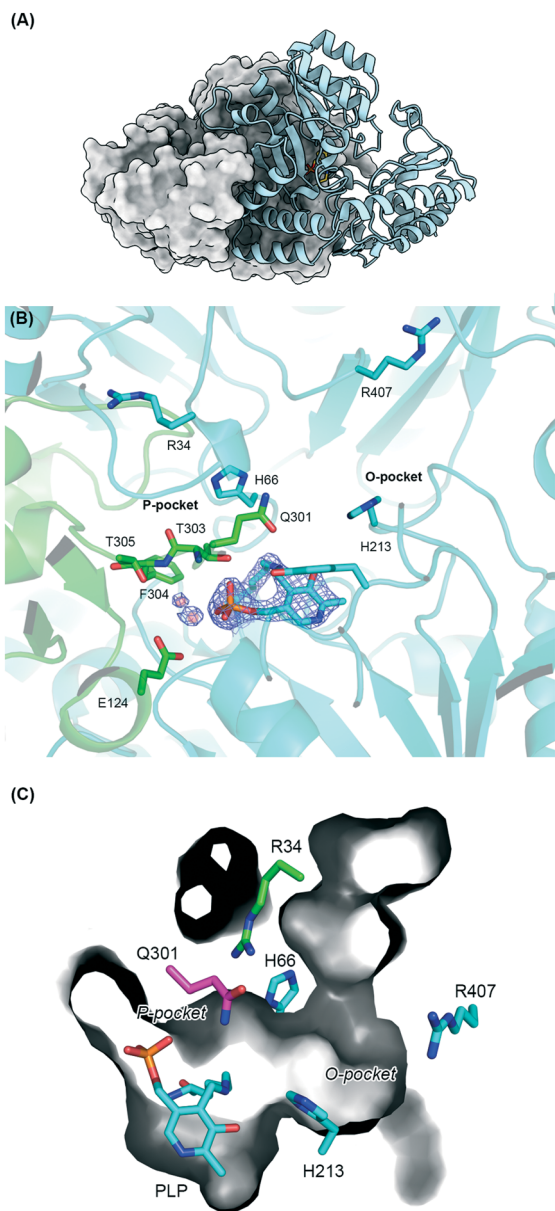 (A)
(B)
R407
R34
H66
P-pocket
O-pocket
T303
Q301
T305
H213
F304
E124
(C)
R34
Q301
H66
P-pocket
R407
O-pocket
PLP
H213